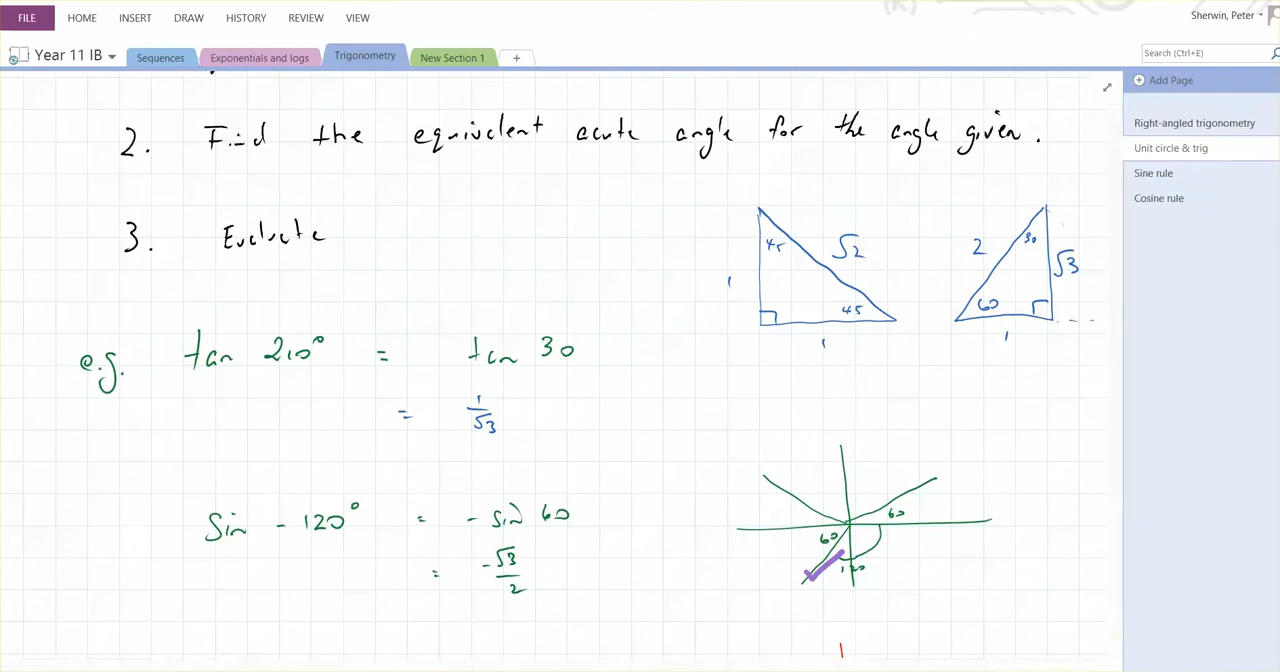 FILE HOME INSERT DRAW HISTORY REVIEW VIEW
Sherwin, Peter
Year 11 IB Sequences Exponentials and logs Trigonometry New Section 1 +
Search (Ctrl+E)
Add Page
Right-angled trigonometry
Unit circle & trig
Sine rule
Cosine rule
2. Find the equivalent acute angle for the angle given.
3. Evaluate
45 √2
1
45
1
2 30 √3
60
1
e.g. tan 210° = tan 30
= 1/√3
sin - 120° = - sin 60
= -√3/2
60
60
120